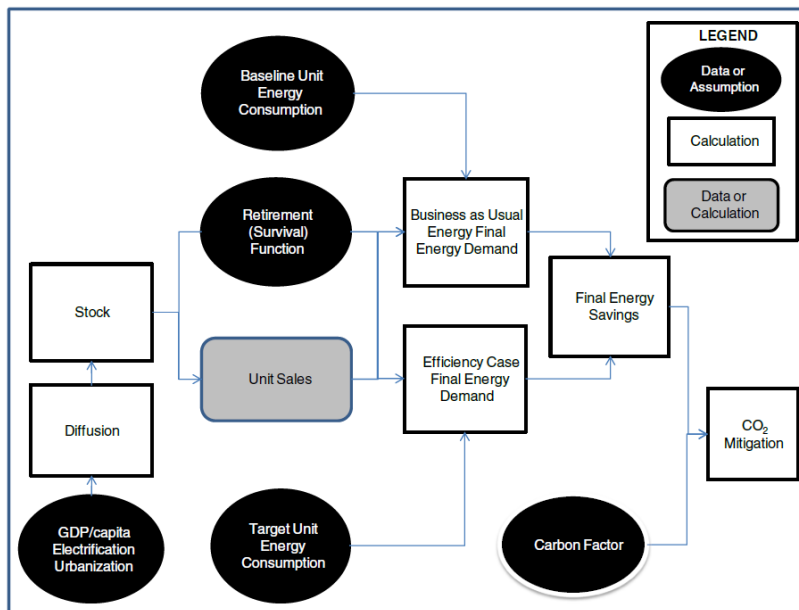 LEGEND
Data or
Assumption
Calculation
Data or
Calculation
Baseline Unit
Energy
Consumption
Retirement
(Survival)
Function
Business as Usual
Energy Final
Energy Demand
Stock
Final Energy
Savings
Unit Sales
Efficiency Case
Final Energy
Demand
Diffusion
CO₂
Mitigation
GDP/capita
Electrification
Urbanization
Target Unit
Energy
Consumption
Carbon Factor